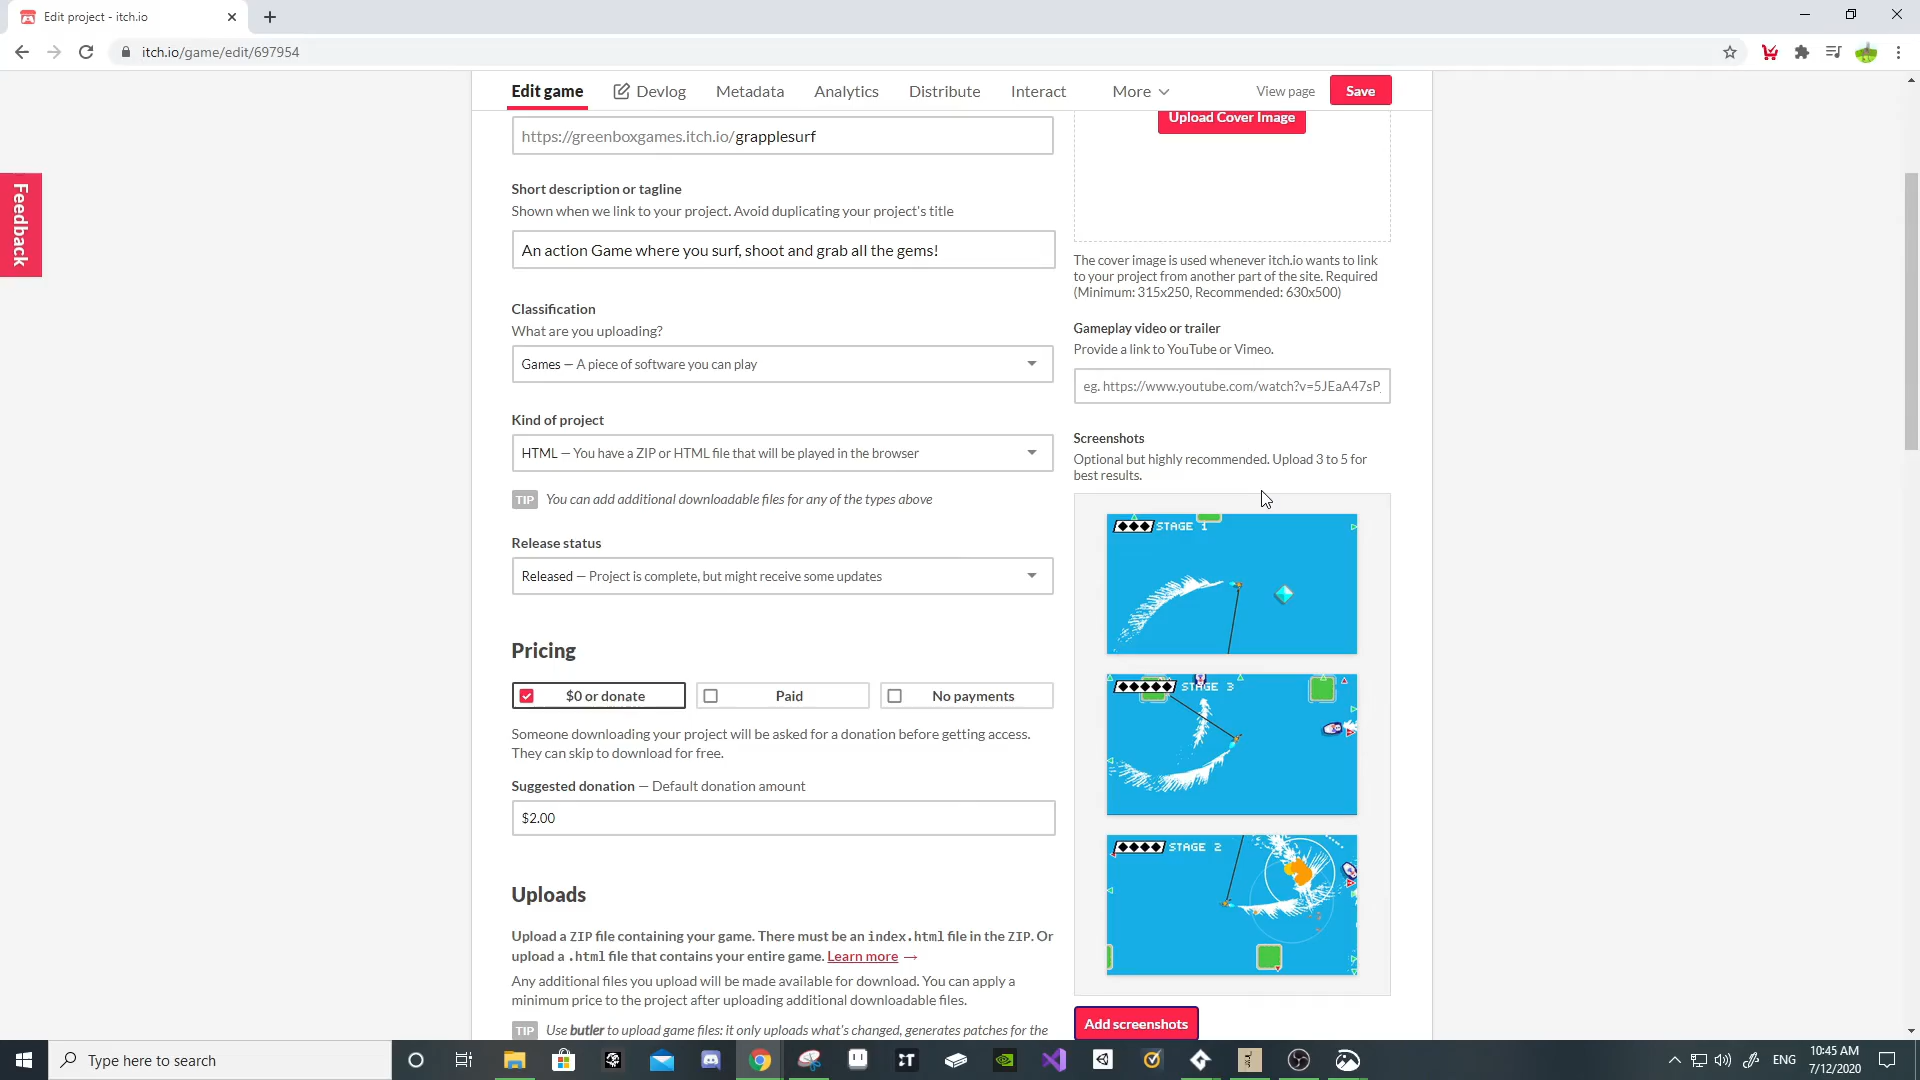 Edit project - itch.io
itch.io/game/edit/697954
Edit game
Devlog
Metadata
Analytics
Distribute
Interact
More
View page
Save
Feedback
https://greenboxgames.itch.io/grapplesurf
Short description or tagline
Shown when we link to your project. Avoid duplicating your project's title
An action Game where you surf, shoot and grab all the gems!
Classification
What are you uploading?
Games — A piece of software you can play
Kind of project
HTML — You have a ZIP or HTML file that will be played in the browser
TIP You can add additional downloadable files for any of the types above
Release status
Released — Project is complete, but might receive some updates
Pricing
$0 or donate
Paid
No payments
Someone downloading your project will be asked for a donation before getting access.
They can skip to download for free.
Suggested donation — Default donation amount
$2.00
Uploads
Upload a ZIP file containing your game. There must be an index.html file in the ZIP. Or
upload a .html file that contains your entire game. Learn more →
Any additional files you upload will be made available for download. You can apply a
minimum price to the project after uploading additional downloadable files.
TIP Use butler to upload game files: it only uploads what's changed, generates patches for the
Upload Cover Image
The cover image is used whenever itch.io wants to link
to your project from another part of the site. Required
(Minimum: 315x250, Recommended: 630x500)
Gameplay video or trailer
Provide a link to YouTube or Vimeo.
eg. https://www.youtube.com/watch?v=5JEaA47sP
Screenshots
Optional but highly recommended. Upload 3 to 5 for
best results.
STAGE 1
STAGE 3
STAGE 2
Add screenshots
Type here to search
ENG
10:45 AM
7/12/2020